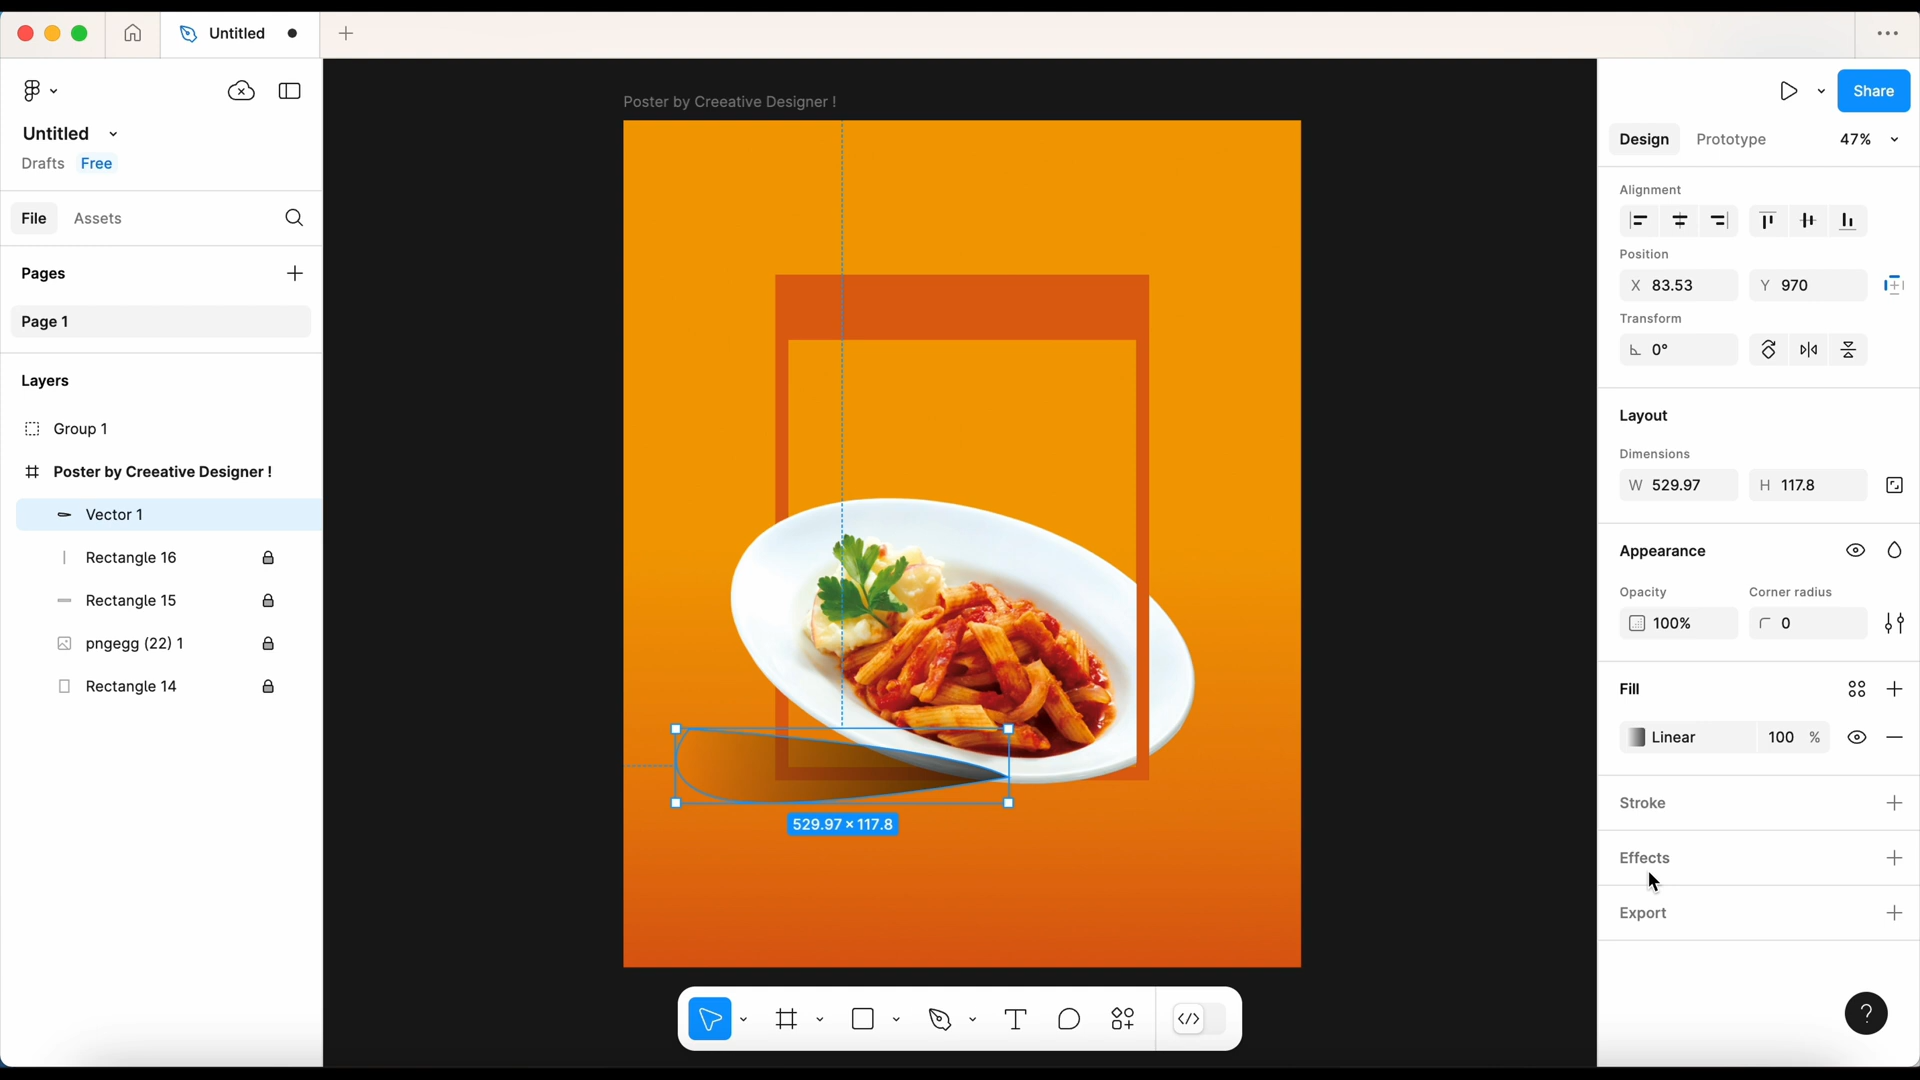 Untitled
Share
Poster by Creeative Designer !
Untitled
Design
Prototype
47%
Drafts
Free
Alignment
File
Assets
Position
X 83.53
Y 970
Pages
Transform
Page 1
0°
Layers
Layout
Group 1
Dimensions
Poster by Creeative Designer !
W 529.97
H 117.8
Vector 1
Appearance
Rectangle 16
Opacity
Corner radius
Rectangle 15
100%
0
pngegg (22) 1
Rectangle 14
Fill
Linear
100 %
Stroke
529.97 × 117.8
Effects
Export
T
</>
?